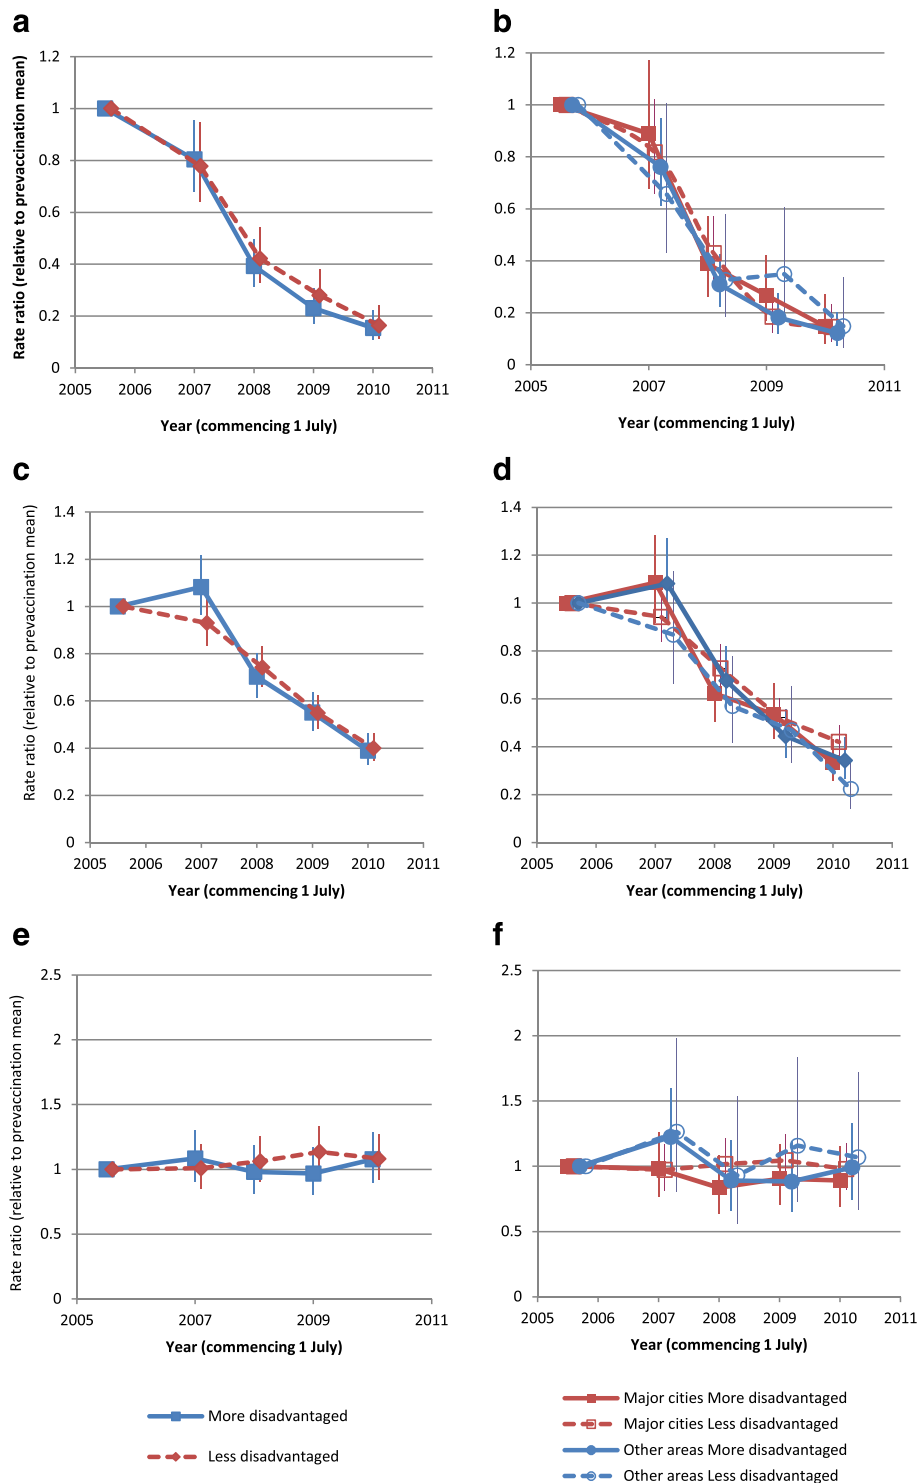 a
Rate ratio (relative to prevaccination mean)
1.2
1
0.8
0.6
0.4
0.2
0
2005 2007 2008 2009 2010 2011
Year (commencing 1 July)
b
1.2
1
0.8
0.6
0.4
0.2
0
2005 2007 2009 2011
Year (commencing 1 July)
c
Rate ratio (relative to prevaccination mean)
1.4
1.2
1
0.8
0.6
0.4
0.2
0
2005 2006 2007 2008 2009 2010 2011
Year (commencing 1 July)
d
1.4
1.2
1
0.8
0.6
0.4
0.2
0
2005 2006 2007 2008 2009 2010 2011
Year (commencing 1 July)
e
Rate ratio (relative to prevaccination mean)
2.5
2
1.5
1
0.5
0
2005 2007 2009 2011
Year (commencing 1 July)
f
2.5
2
1.5
1
0.5
0
2005 2006 2007 2008 2009 2010 2011
Year (commencing 1 July)
More disadvantaged
Less disadvantaged
Major cities More disadvantaged
Major cities Less disadvantaged
Other areas More disadvantaged
Other areas Less disadvantaged